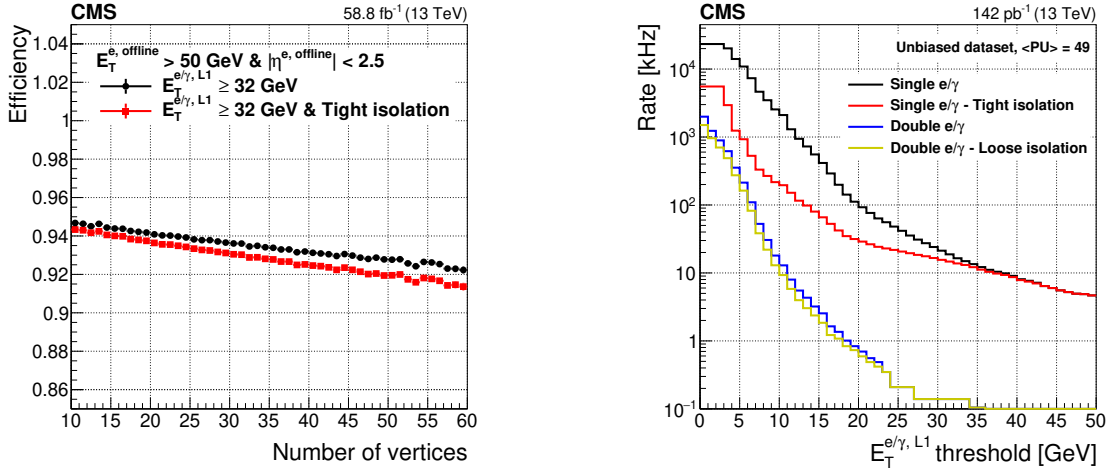 CMS 58.8 fb⁻¹ (13 TeV)
E_T^{e, offline} > 50 GeV & |η^{e, offline}| < 2.5
E_T^{e/γ, L1} ≥ 32 GeV
E_T^{e/γ, L1} ≥ 32 GeV & Tight isolation
Efficiency
1.04
1.02
1
0.98
0.96
0.94
0.92
0.9
0.88
0.86
10 15 20 25 30 35 40 45 50 55 60
Number of vertices
CMS 142 pb⁻¹ (13 TeV)
Unbiased dataset, <PU> = 49
Single e/γ
Single e/γ - Tight isolation
Double e/γ
Double e/γ - Loose isolation
Rate [kHz]
10⁴
10³
10²
10
1
10⁻¹
0 5 10 15 20 25 30 35 40 45 50
E_T^{e/γ, L1} threshold [GeV]